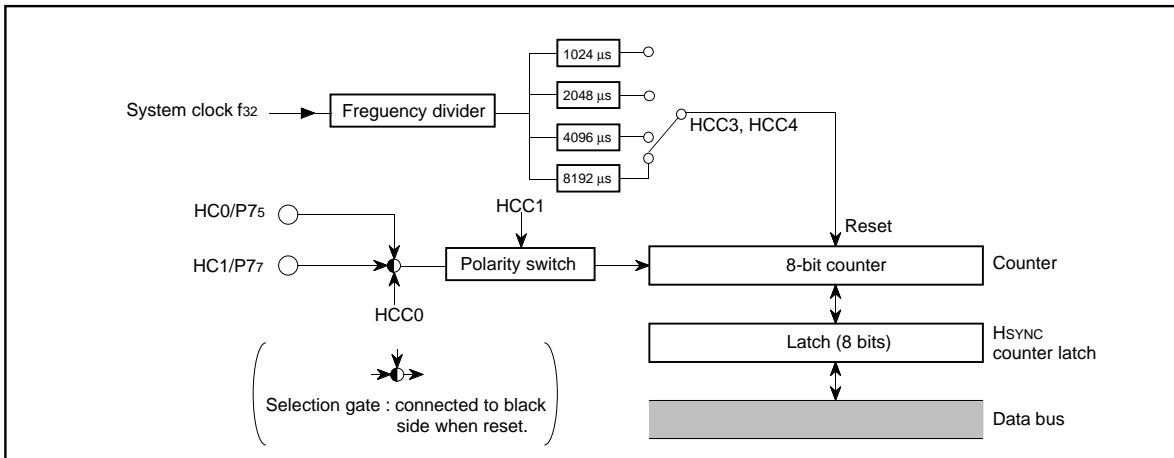 1024 µs
2048 µs
4096 µs
8192 µs
System clock f32
Freguency divider
HCC3, HCC4
HC0/P75
HCC1
Reset
HC1/P77
Polarity switch
8-bit counter
Counter
HCC0
Latch (8 bits)
HSYNC
counter latch
Selection gate : connected to black
side when reset.
Data bus